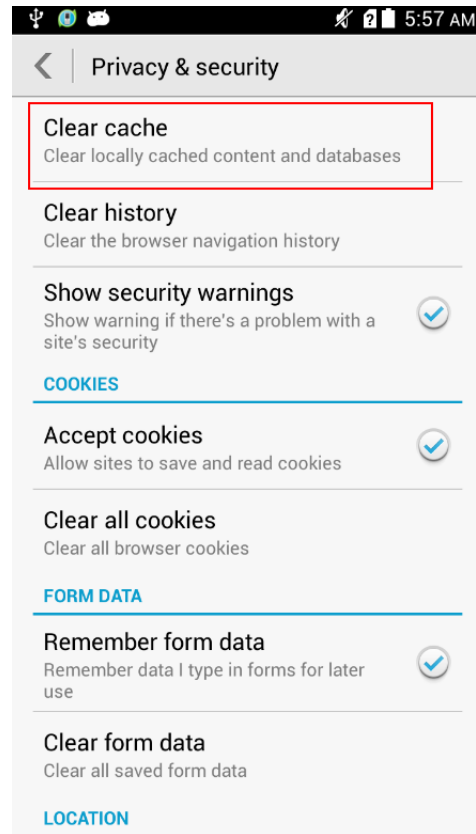 5:57 AM
Privacy & security
Clear cache
Clear locally cached content and databases
Clear history
Clear the browser navigation history
Show security warnings
Show warning if there's a problem with a
site's security
COOKIES
Accept cookies
Allow sites to save and read cookies
Clear all cookies
Clear all browser cookies
FORM DATA
Remember form data
Remember data I type in forms for later
use
Clear form data
Clear all saved form data
LOCATION